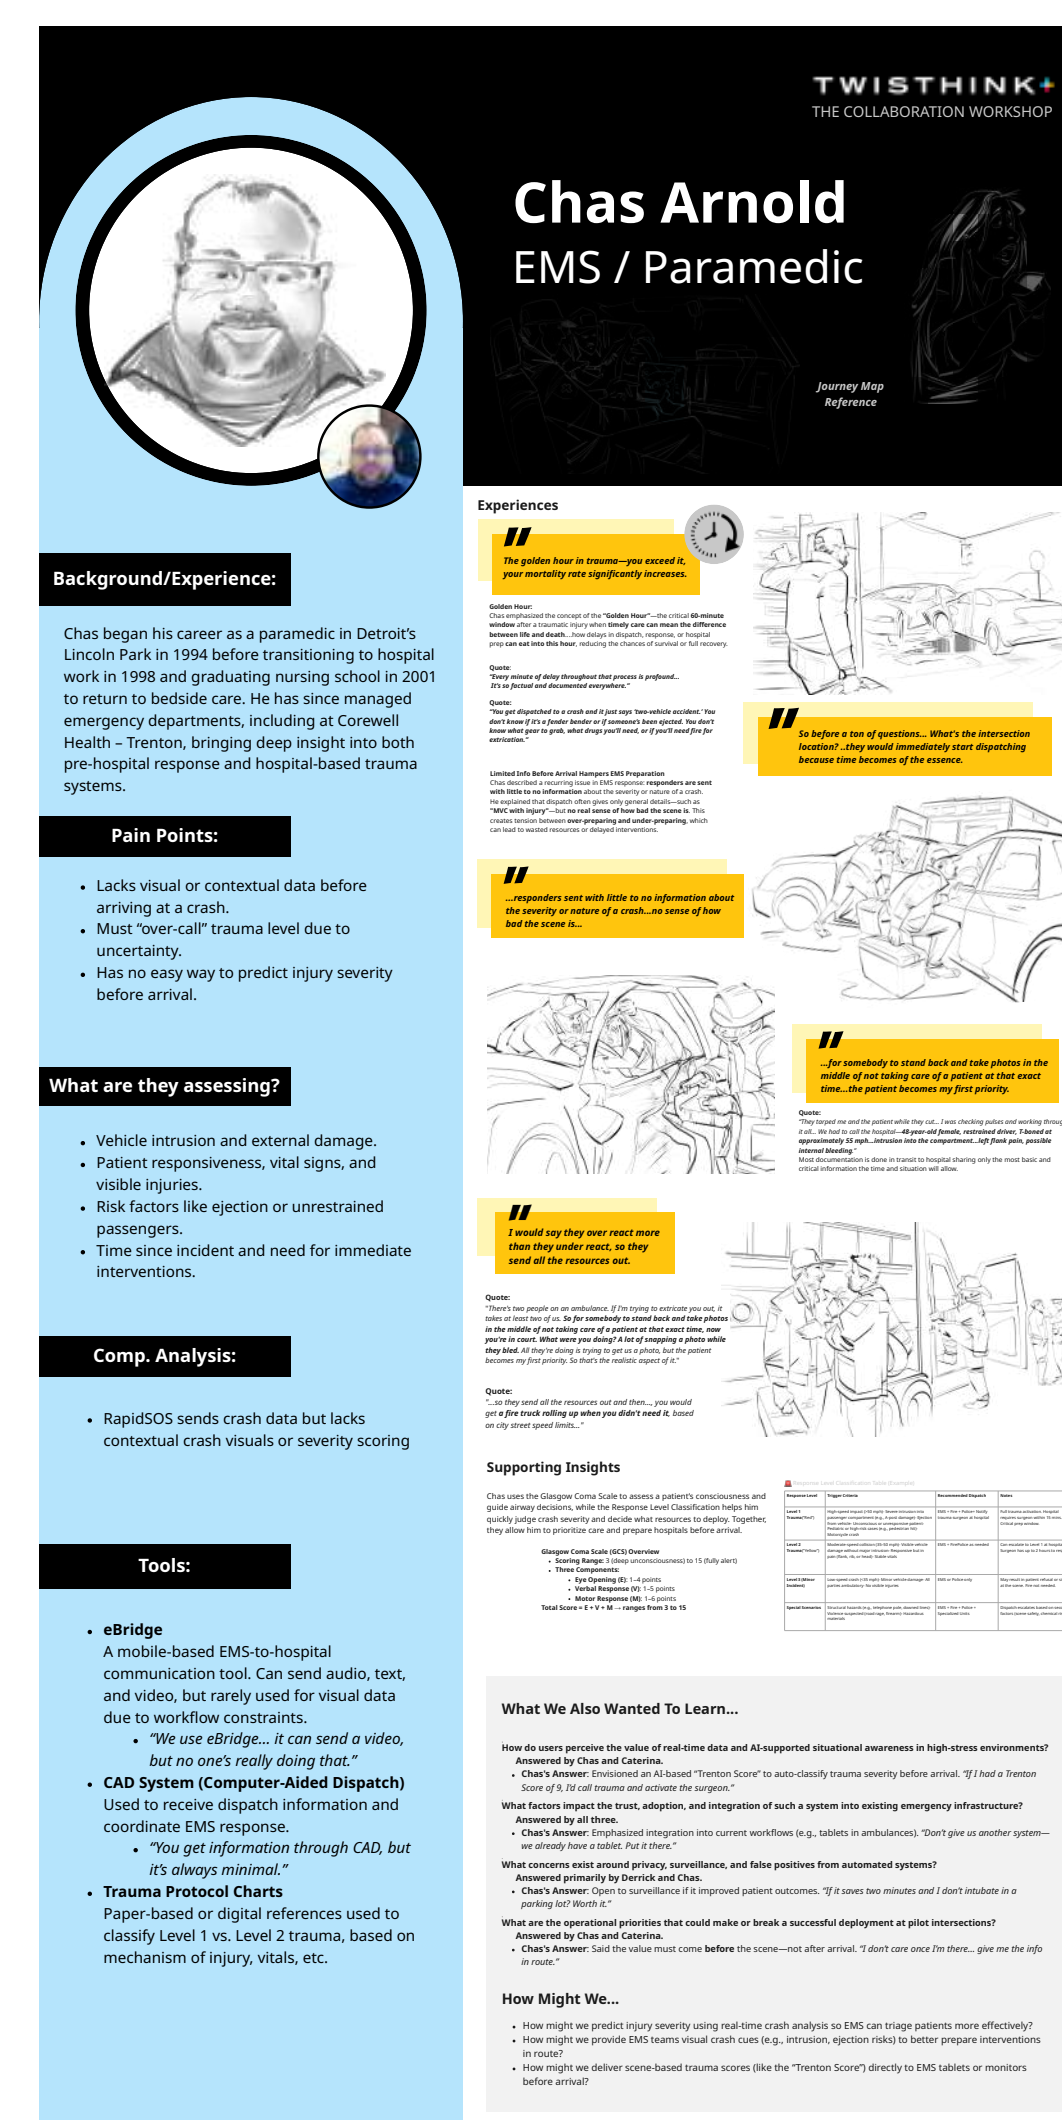 TWISTHINK
THE COLLABORATION WORKSHOP
Chas Arnold
EMS / Paramedic
Journey Map
Reference
Background/Experience:
Chas began his career as a paramedic in Detroit’s
Lincoln Park in 1994 before transitioning to hospital
work in 1998 and graduating nursing school in 2001
to return to bedside care. He has since managed
emergency departments, including at Corewell
Health – Trenton, bringing deep insight into both
pre-hospital response and hospital-based trauma
systems.
Pain Points:
• Lacks visual or contextual data before
arriving at a crash.
• Must “over-call” trauma level due to
uncertainty.
• Has no easy way to predict injury severity
before arrival.
What are they assessing?
• Vehicle intrusion and external damage.
• Patient responsiveness, vital signs, and
visible injuries.
• Risk factors like ejection or unrestrained
passengers.
• Time since incident and need for immediate
interventions.
Comp. Analysis:
• RapidSOS sends crash data but lacks
contextual crash visuals or severity scoring
Tools:
• eBridge
A mobile-based EMS-to-hospital
communication tool. Can send audio, text,
and video, but rarely used for visual data
due to workflow constraints.
• “We use eBridge… it can send a video,
but no one’s really doing that.”
• CAD System (Computer-Aided Dispatch)
Used to receive dispatch information and
coordinate EMS response.
• “You get information through CAD, but
it’s always minimal.”
• Trauma Protocol Charts
Paper-based or digital references used to
classify Level 1 vs. Level 2 trauma, based on
mechanism of injury, vitals, etc.
Experiences
The golden hour in trauma—you exceed it,
your mortality rate significantly increases.
Golden Hour:
Chas emphasized the concept of the "Golden Hour"—the critical 60-minute
window after a traumatic injury when timely care can mean the difference
between life and death....how delays in dispatch, response, or hospital
prep can eat into this hour, reducing the chances of survival or full recovery.
Quote:
“Every minute of delay throughout that process is profound…
It’s so factual and documented everywhere.”
Quote:
“You get dispatched to a crash and it just says ‘two-vehicle accident.’ You
don’t know if it’s a fender bender or if someone’s been ejected. You don’t
know what gear to grab, what drugs you’ll need, or if you’ll need fire for
extrication.”
So before a ton of questions... What's the intersection
location? ..they would immediately start dispatching
because time becomes of the essence.
Limited Info Before Arrival Hampers EMS Preparation
Chas described a recurring issue in EMS response: responders are sent
with little to no information about the severity or nature of a crash.
He explained that dispatch often gives only general details—such as
"MVC with injury"—but no real sense of how bad the scene is. This
creates tension between over-preparing and under-preparing, which
can lead to wasted resources or delayed interventions.
...responders sent with little to no information about
the severity or nature of a crash...no sense of how
bad the scene is...
...for somebody to stand back and take photos in the
middle of not taking care of a patient at that exact
time...the patient becomes my first priority.
Quote:
“They tarped me and the patient while they cut… I was checking pulses and working throug
it all… We had to call the hospital—48-year-old female, restrained driver, T-boned at
approximately 55 mph…intrusion into the compartment…left flank pain, possible
internal bleeding.”
Most documentation is done in transit to hospital sharing only the most basic and
critical information the time and situation will allow.
I would say they over react more
than they under react, so they
send all the resources out.
Quote:
"There's two people on an ambulance. If I'm trying to extricate you out, it
takes at least two of us. So for somebody to stand back and take photos
in the middle of not taking care of a patient at that exact time, now
you're in court. What were you doing? A lot of snapping a photo while
they bled. All they're doing is trying to get us a photo, but the patient
becomes my first priority. So that's the realistic aspect of it."
Quote:
"...so they send all the resources out and then..., you would
get a fire truck rolling up when you didn't need it, based
on city street speed limits..."
Supporting Insights
Chas uses the Glasgow Coma Scale to assess a patient’s consciousness and
guide airway decisions, while the Response Level Classification helps him
quickly judge crash severity and decide what resources to deploy. Together,
they allow him to prioritize care and prepare hospitals before arrival.
Glasgow Coma Scale (GCS) Overview
• Scoring Range: 3 (deep unconsciousness) to 15 (fully alert)
• Three Components:
• Eye Opening (E): 1–4 points
• Verbal Response (V): 1–5 points
• Motor Response (M): 1–6 points
Total Score = E + V + M → ranges from 3 to 15
Response Level Classification Table (Example)
Response Level Trigger Criteria Recommended Dispatch Notes
Level 1
Trauma
Level 2
Trauma
Level 3 (Minor
Incident)
EMS or Police only
Special Scenarios
What We Also Wanted To Learn...
How do users perceive the value of real-time data and AI-supported situational awareness in high-stress environments?
Answered by Chas and Caterina.
• Chas's Answer: Envisioned an AI-based “Trenton Score” to auto-classify trauma severity before arrival. “If I had a Trenton
Score of 9, I’d call trauma and activate the surgeon.”
What factors impact the trust, adoption, and integration of such a system into existing emergency infrastructure?
Answered by all three.
• Chas's Answer: Emphasized integration into current workflows (e.g., tablets in ambulances). “Don’t give us another system—
we already have a tablet. Put it there.”
What concerns exist around privacy, surveillance, and false positives from automated systems?
Answered primarily by Derrick and Chas.
• Chas's Answer: Open to surveillance if it improved patient outcomes. “If it saves two minutes and I don’t intubate in a
parking lot? Worth it.”
What are the operational priorities that could make or break a successful deployment at pilot intersections?
Answered by Chas and Caterina.
• Chas's Answer: Said the value must come before the scene—not after arrival. “I don’t care once I’m there… give me the info
in route.”
How Might We...
• How might we predict injury severity using real-time crash analysis so EMS can triage patients more effectively?
• How might we provide EMS teams visual crash cues (e.g., intrusion, ejection risks) to better prepare interventions
in route?
• How might we deliver scene-based trauma scores (like the “Trenton Score”) directly to EMS tablets or monitors
before arrival?